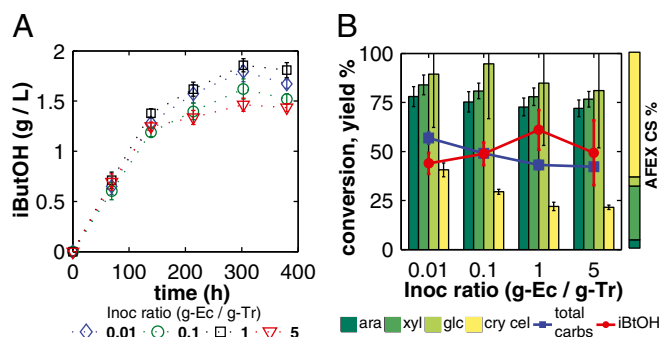 A
iButOH (g / L)
2
1.5
1
0.5
0
0 100 200 300 400
time (h)
Inoc ratio (g-Ec / g-Tr)
0.01 0.1 1 5
B
conversion, yield %
100
75
50
25
0
0.01 0.1 1 5
Inoc ratio (g-Ec / g-Tr)
AFEX CS %
ara xyl glc cry cel total carbs iBtOH